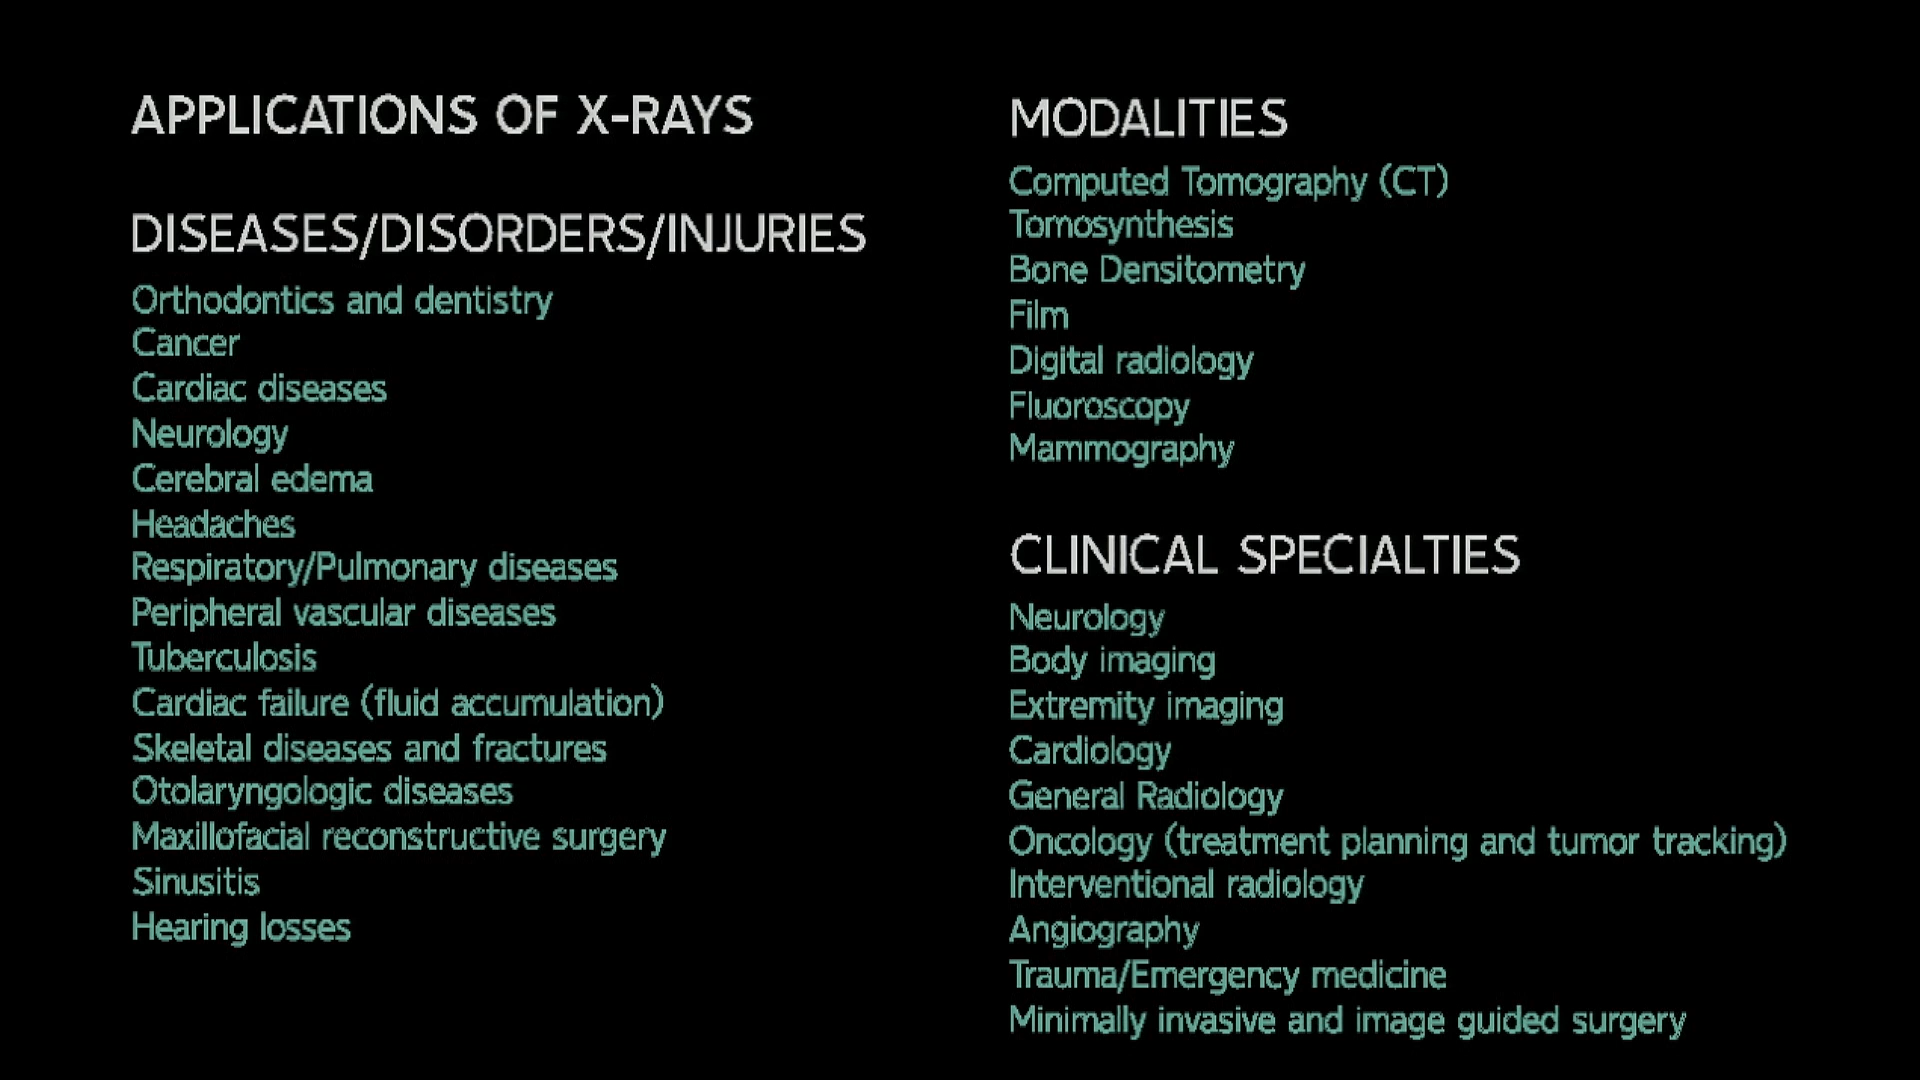 APPLICATIONS OF X-RAYS
DISEASES/DISORDERS/INJURIES
Orthodontics and dentistry
Cancer
Cardiac diseases
Neurology
Cerebral edema
Headaches
Respiratory/Pulmonary diseases
Peripheral vascular diseases
Tuberculosis
Cardiac failure (fluid accumulation)
Skeletal diseases and fractures
Otolaryngologic diseases
Maxillofacial reconstructive surgery
Sinusitis
Hearing losses
MODALITIES
Computed Tomography (CT)
Tomosynthesis
Bone Densitometry
Film
Digital radiology
Fluoroscopy
Mammography
CLINICAL SPECIALTIES
Neurology
Body imaging
Extremity imaging
Cardiology
General Radiology
Oncology (treatment planning and tumor tracking)
Interventional radiology
Angiography
Trauma/Emergency medicine
Minimally invasive and image guided surgery